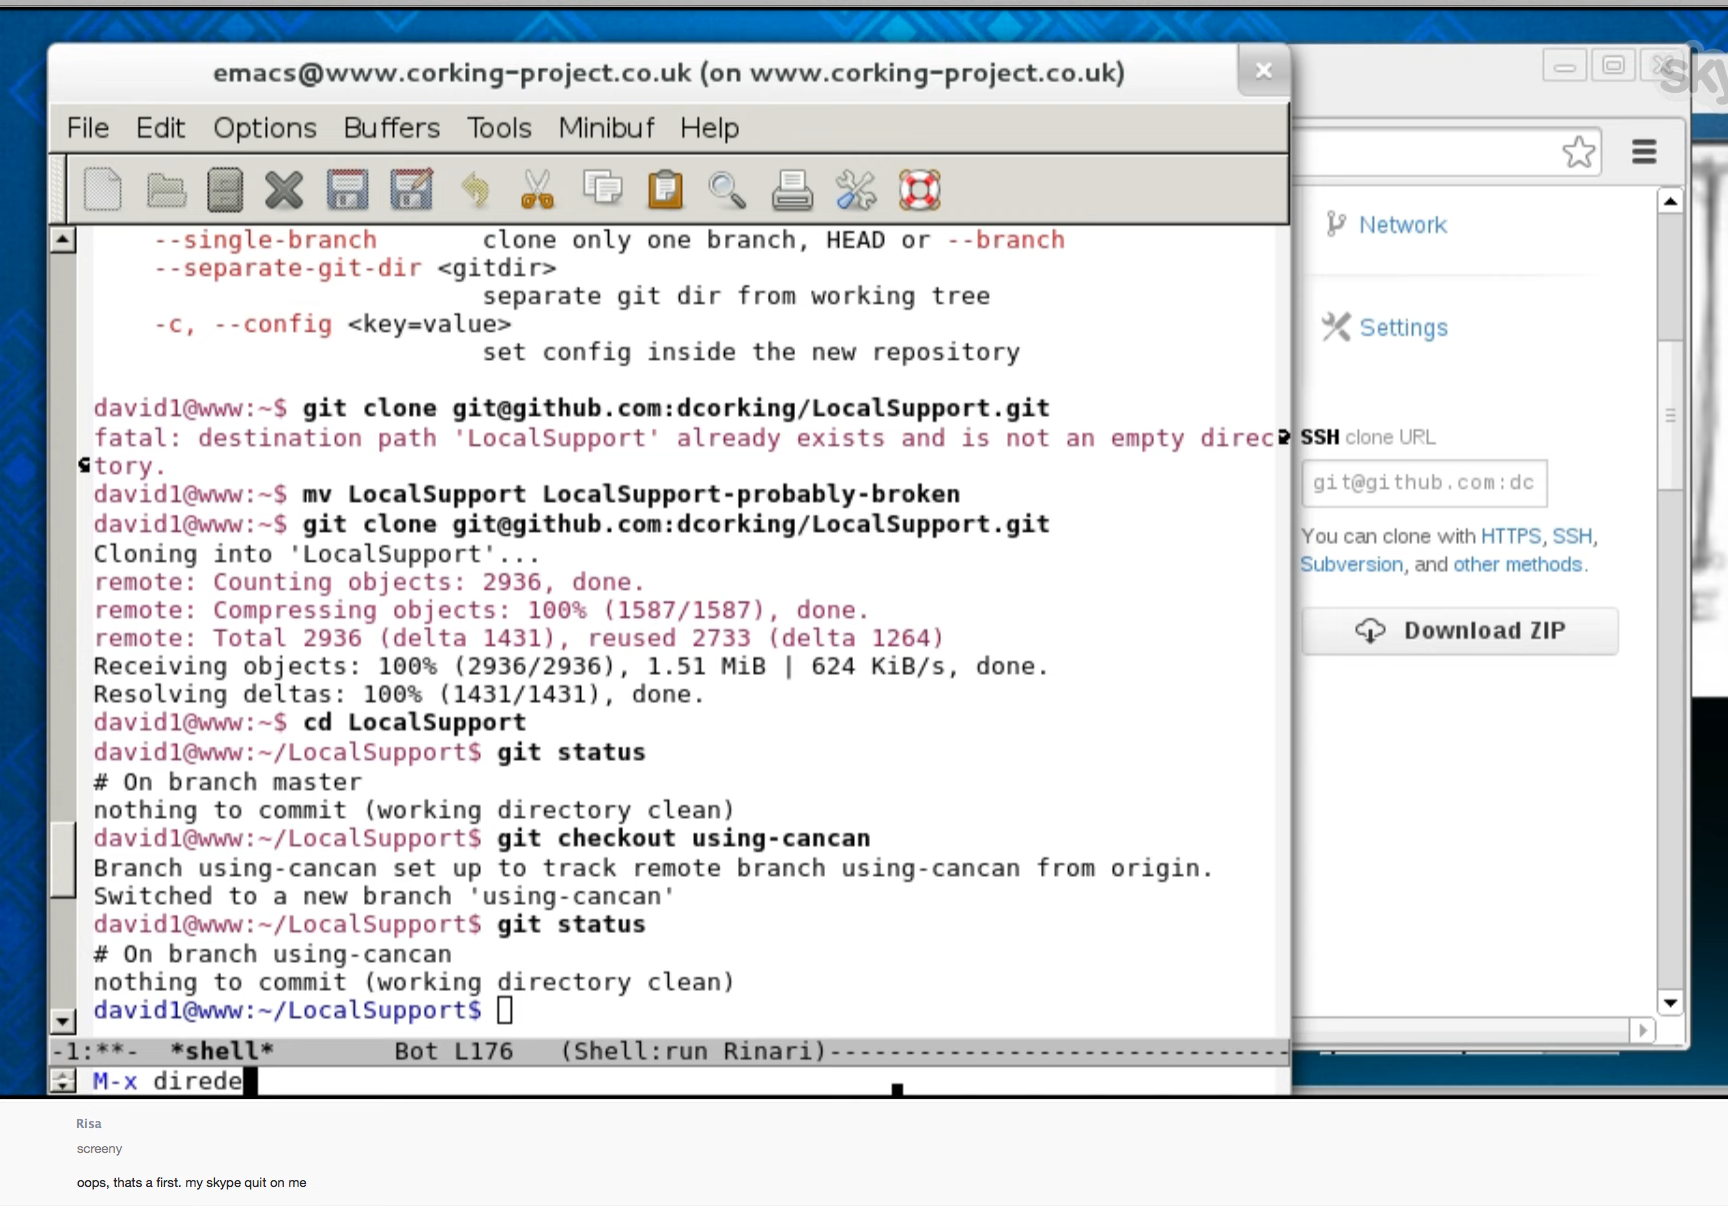 emacs@www.corking-project.co.uk (on www.corking-project.co.uk)
File Edit Options Buffers Tools Minibuf Help
--single-branch clone only one branch, HEAD or --branch
--separate-git-dir <gitdir>
separate git dir from working tree
-c, --config <key=value>
set config inside the new repository
david1@www:~$ git clone git@github.com:dcorking/LocalSupport.git
fatal: destination path 'LocalSupport' already exists and is not an empty direc
tory.
david1@www:~$ mv LocalSupport LocalSupport-probably-broken
david1@www:~$ git clone git@github.com:dcorking/LocalSupport.git
Cloning into 'LocalSupport'...
remote: Counting objects: 2936, done.
remote: Compressing objects: 100% (1587/1587), done.
remote: Total 2936 (delta 1431), reused 2733 (delta 1264)
Receiving objects: 100% (2936/2936), 1.51 MiB | 624 KiB/s, done.
Resolving deltas: 100% (1431/1431), done.
david1@www:~$ cd LocalSupport
david1@www:~/LocalSupport$ git status
# On branch master
nothing to commit (working directory clean)
david1@www:~/LocalSupport$ git checkout using-cancan
Branch using-cancan set up to track remote branch using-cancan from origin.
Switched to a new branch 'using-cancan'
david1@www:~/LocalSupport$ git status
# On branch using-cancan
nothing to commit (working directory clean)
david1@www:~/LocalSupport$
-1:**- *shell* Bot L176 (Shell:run Rinari)--------------------------------
M-x direde
sky
Network
Settings
SSH clone URL
git@github.com:dc
You can clone with HTTPS, SSH,
Subversion, and other methods.
Download ZIP
Risa
screeny
oops, thats a first. my skype quit on me